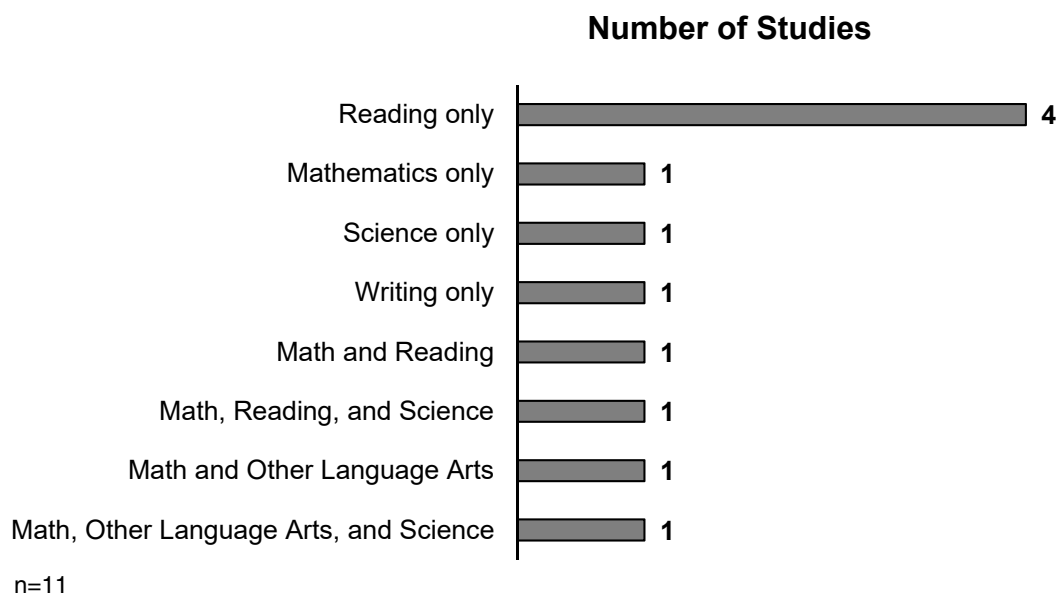 Number of Studies
Reading only 4
Mathematics only 1
Science only 1
Writing only 1
Math and Reading 1
Math, Reading, and Science 1
Math and Other Language Arts 1
Math, Other Language Arts, and Science 1
n=11